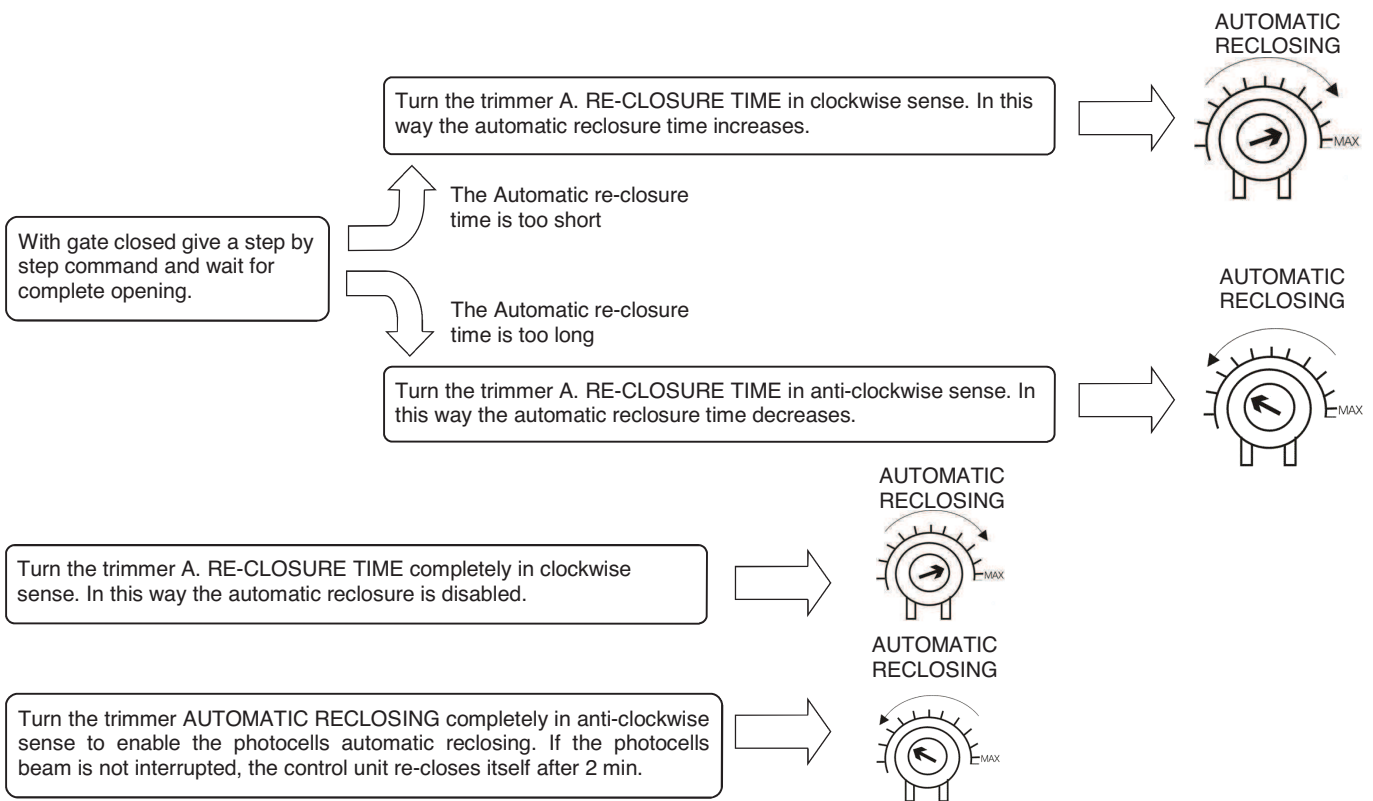 AUTOMATIC
RECLOSING
Turn the trimmer A. RE-CLOSURE TIME in clockwise sense. In this
way the automatic reclosure time increases.
MAX
The Automatic re-closure
time is too short
With gate closed give a step by
step command and wait for
complete opening.
AUTOMATIC
RECLOSING
The Automatic re-closure
time is too long
Turn the trimmer A. RE-CLOSURE TIME in anti-clockwise sense. In
this way the automatic reclosure time decreases.
MAX
AUTOMATIC
RECLOSING
Turn the trimmer A. RE-CLOSURE TIME completely in clockwise
sense. In this way the automatic reclosure is disabled.
MAX
AUTOMATIC
RECLOSING
Turn the trimmer AUTOMATIC RECLOSING completely in anti-clockwise
sense to enable the photocells automatic reclosing. If the photocells
beam is not interrupted, the control unit re-closes itself after 2 min.
MAX